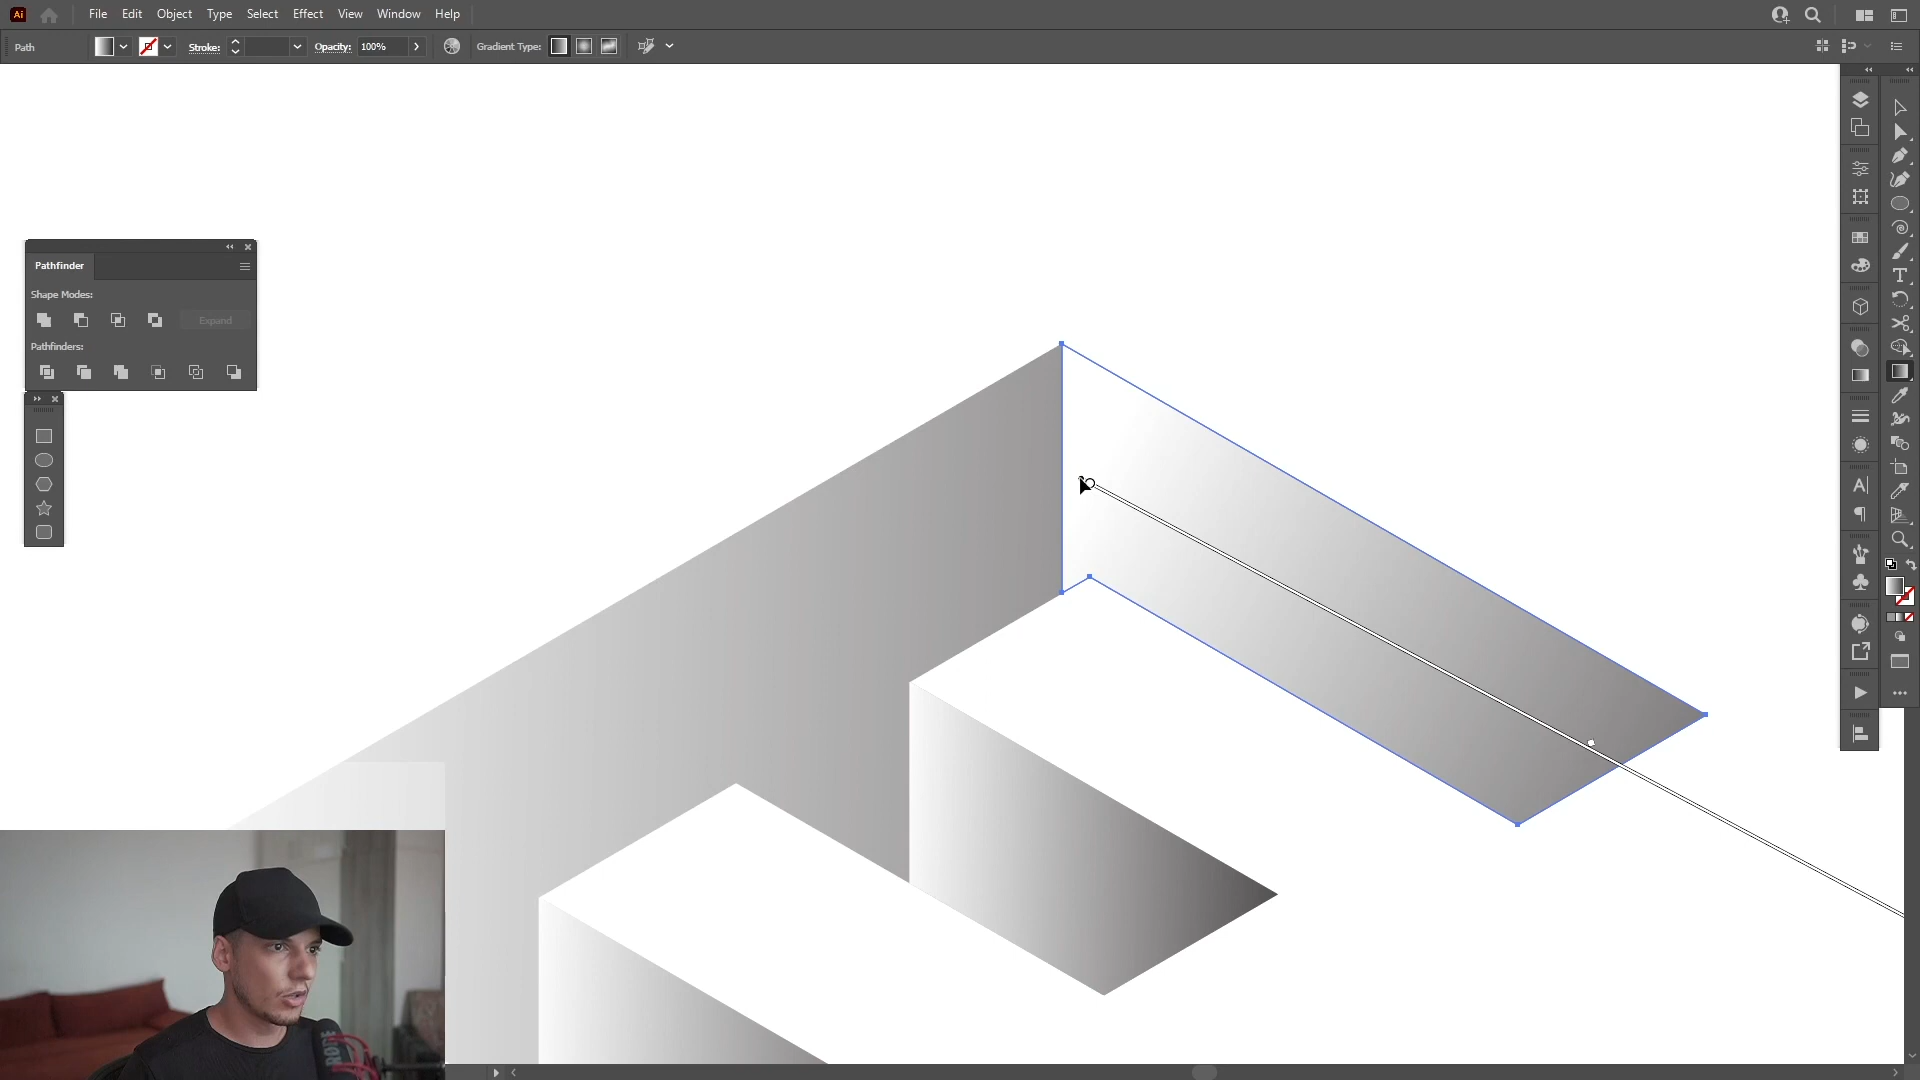 Ai File Edit Object Type Select Effect View Window Help
Path Stroke: Opacity: 100% Gradient Type:
Pathfinder
Shape Modes:
Expand
Pathfinders:
RODE